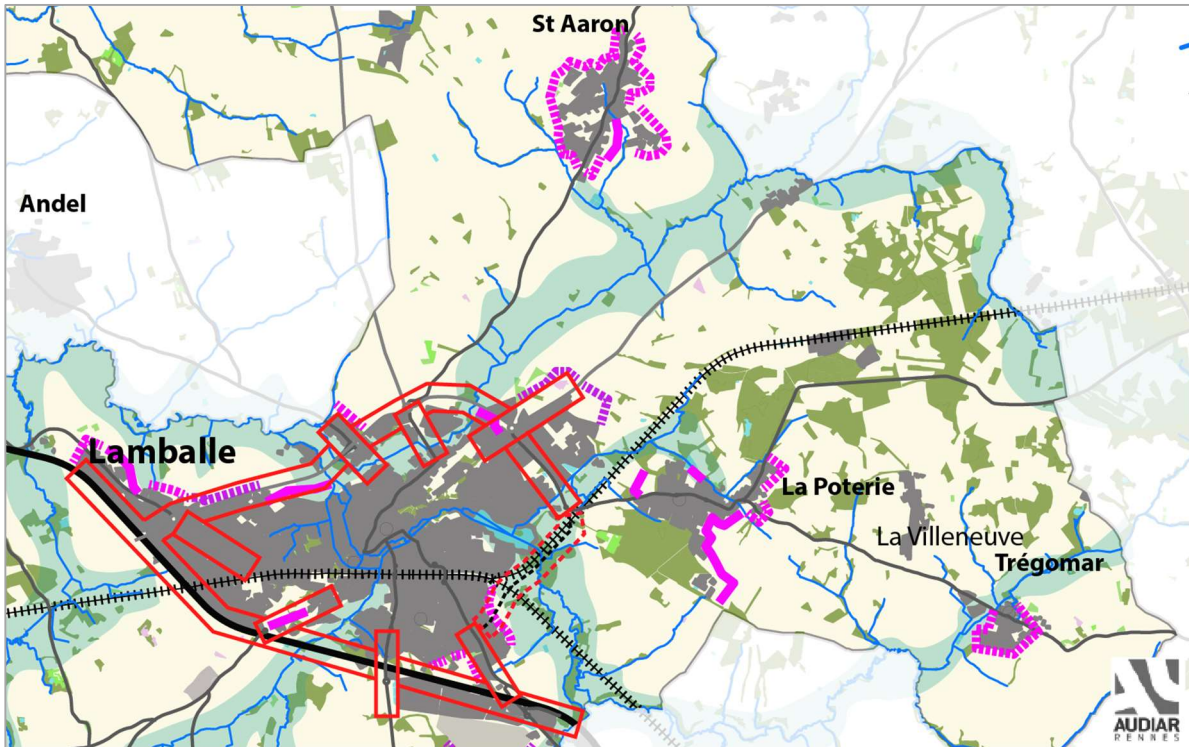 St Aaron
Andel
Lamballe
La Poterie
La Villeneuve
Trégomar
AUDIAR
RENNES